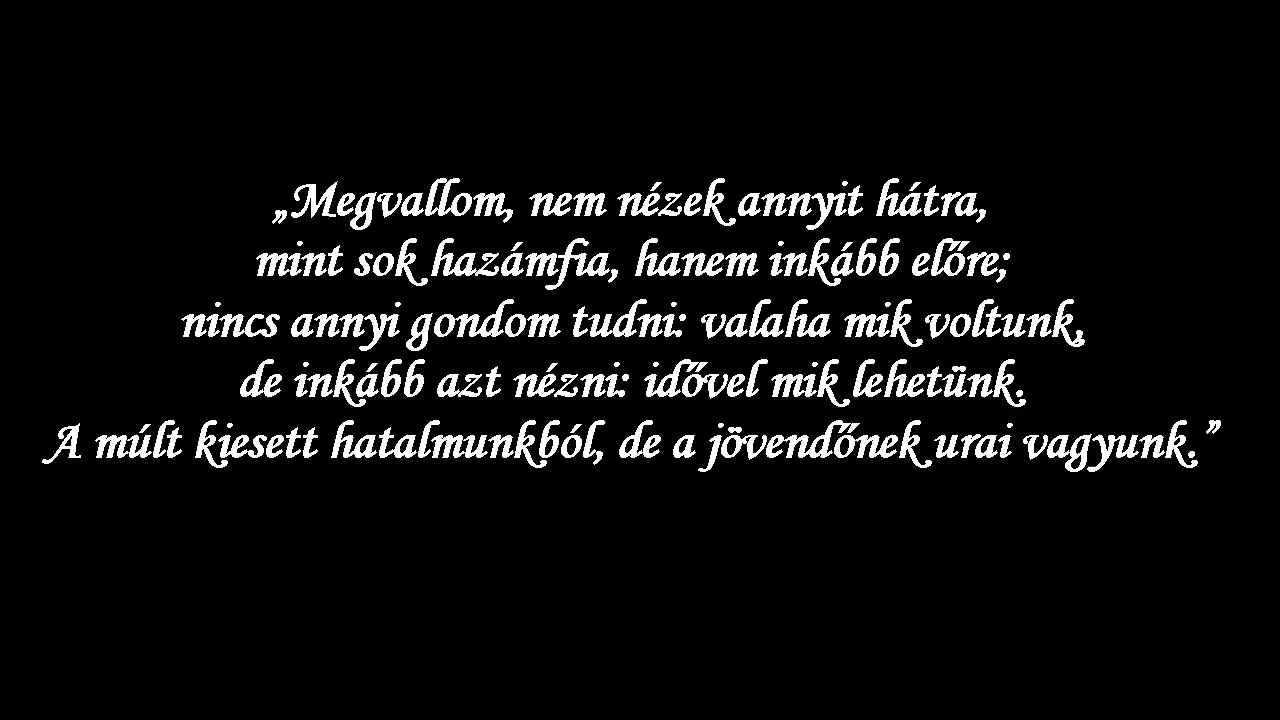 „Megvallom, nem nézek annyit hátra,
mint sok hazámfia, hanem inkább előre;
nincs annyi gondom tudni: valaha mik voltunk,
de inkább azt nézni: idővel mik lehetünk.
A múlt kiesett hatalmunkból, de a jövendőnek urai vagyunk.”